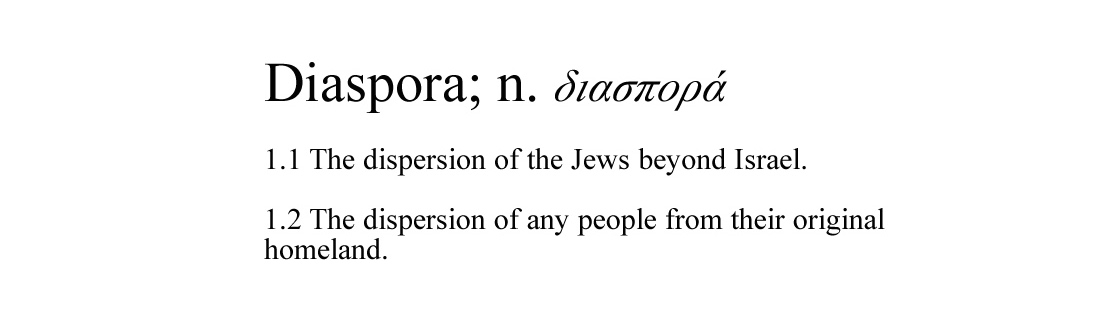 Diaspora; n. διασπορά
1.1 The dispersion of the Jews beyond Israel.
1.2 The dispersion of any people from their original
homeland.